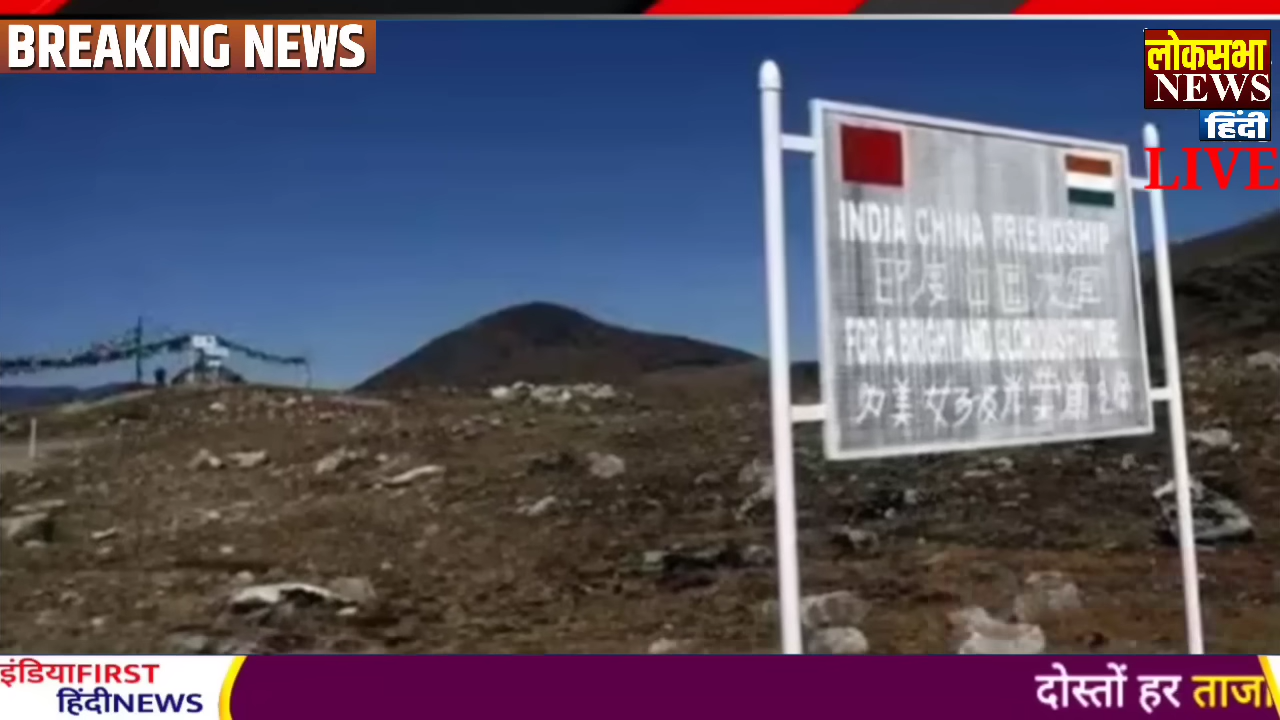 BREAKING NEWS
लोकसभा
NEWS
हिंदी
LIVE
INDIA CHINA FRIENDSHIP
印度中国友
FOR A BRIGHT AND GLORIOUS FUTURE
इंडियाFIRST
हिंदीNEWS
दोस्तों हर ताजा